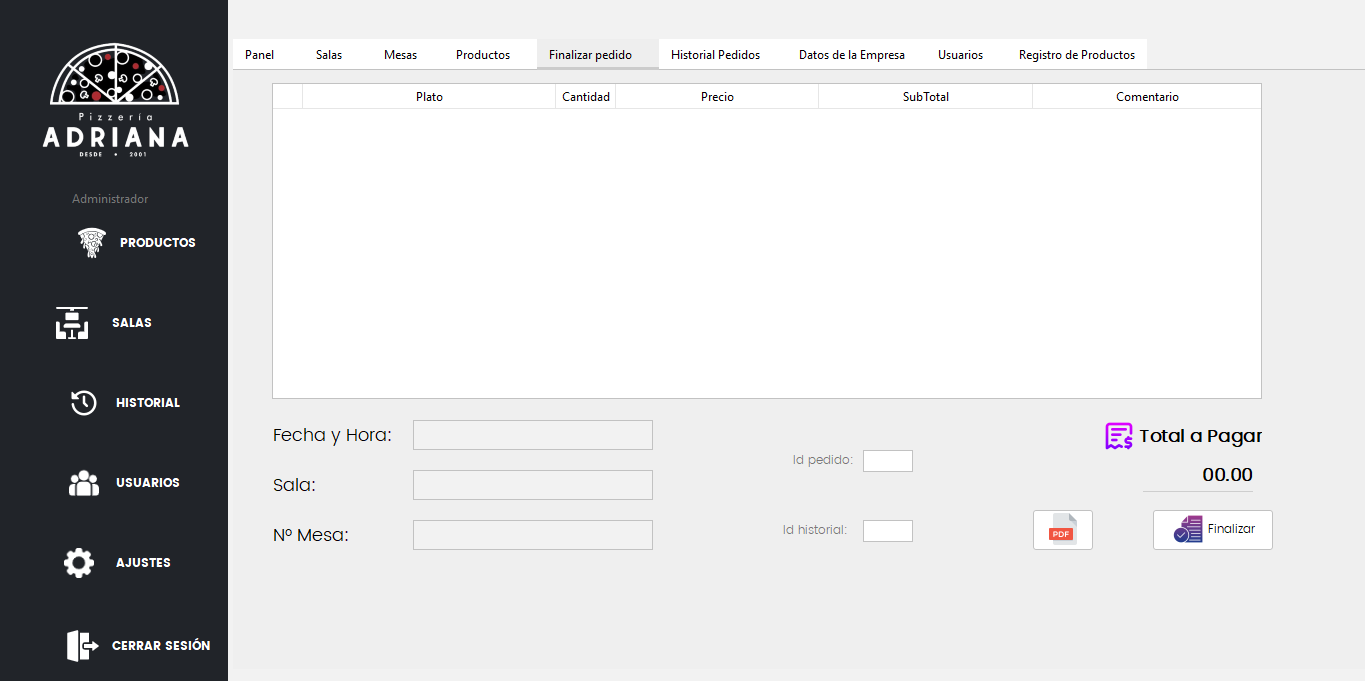 Pizzería
ADRIANA
DESDE • 2001
Administrador
PRODUCTOS
SALAS
HISTORIAL
USUARIOS
AJUSTES
CERRAR SESIÓN
Panel Salas Mesas Productos Finalizar pedido Historial Pedidos Datos de la Empresa Usuarios Registro de Productos
Plato Cantidad Precio SubTotal Comentario
Fecha y Hora:
Sala:
Nº Mesa:
Id pedido:
Id historial:
Total a Pagar
00.00
PDF
Finalizar